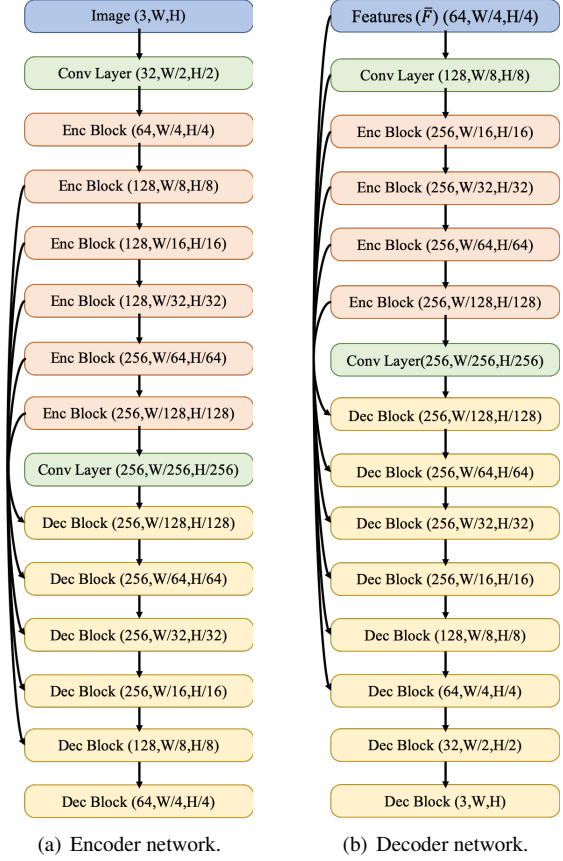 Image (3,W,H)
Conv Layer (32,W/2,H/2)
Enc Block (64,W/4,H/4)
Enc Block (128,W/8,H/8)
Enc Block (128,W/16,H/16)
Enc Block (128,W/32,H/32)
Enc Block (256,W/64,H/64)
Enc Block (256,W/128,H/128)
Conv Layer (256,W/256,H/256)
Dec Block (256,W/128,H/128)
Dec Block (256,W/64,H/64)
Dec Block (256,W/32,H/32)
Dec Block (256,W/16,H/16)
Dec Block (128,W/8,H/8)
Dec Block (64,W/4,H/4)
(a) Encoder network.
Features (F̄) (64,W/4,H/4)
Conv Layer (128,W/8,H/8)
Enc Block (256,W/16,H/16)
Enc Block (256,W/32,H/32)
Enc Block (256,W/64,H/64)
Enc Block (256,W/128,H/128)
Conv Layer(256,W/256,H/256)
Dec Block (256,W/128,H/128)
Dec Block (256,W/64,H/64)
Dec Block (256,W/32,H/32)
Dec Block (256,W/16,H/16)
Dec Block (128,W/8,H/8)
Dec Block (64,W/4,H/4)
Dec Block (32,W/2,H/2)
Dec Block (3,W,H)
(b) Decoder network.